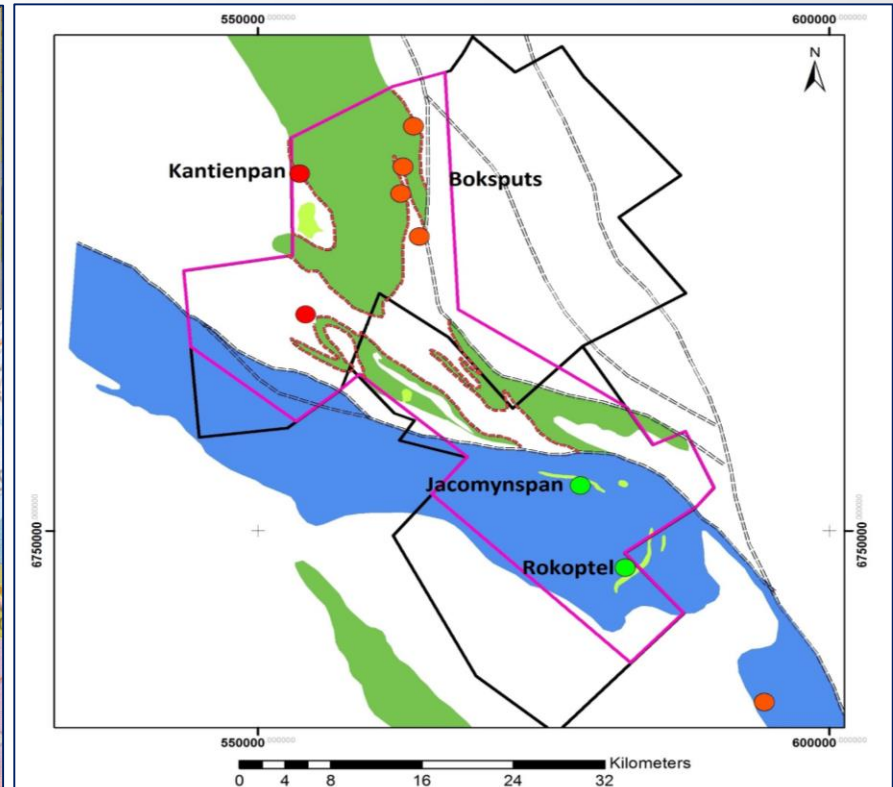 550000
600000
N
Kantienpan
Boksputs
Jacomynspan
6750000
6750000
Rokoptel
550000
600000
Kilometers
0 4 8 16 24 32